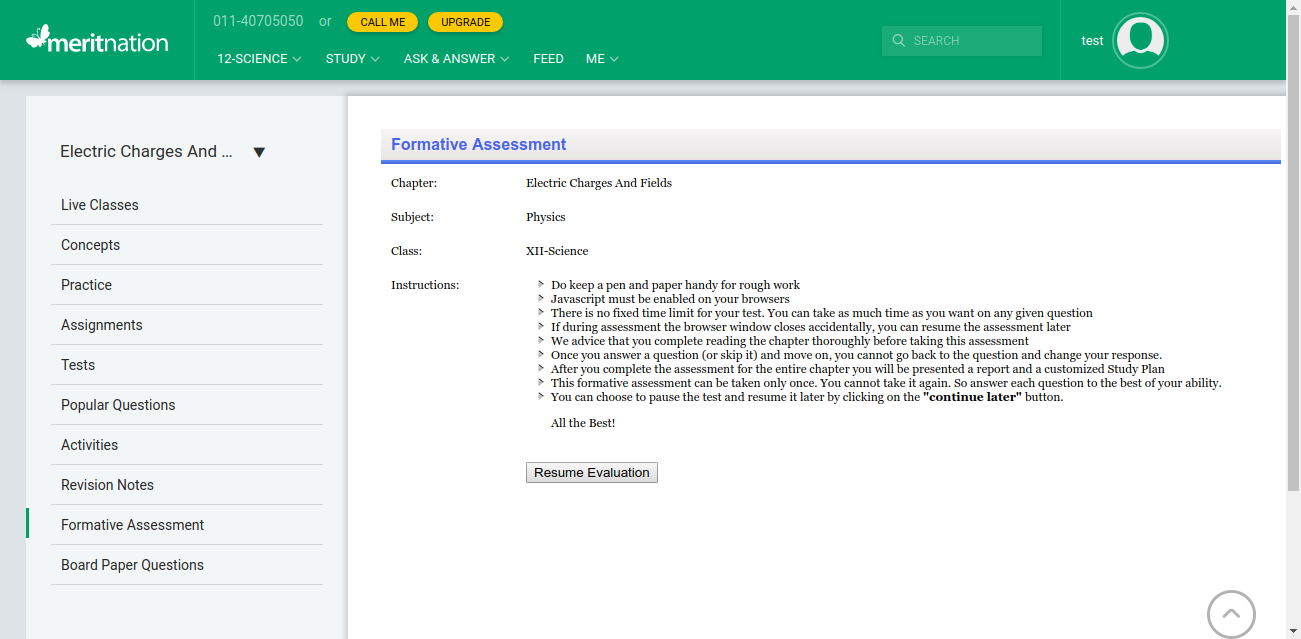 meritnation
011-40705050 or CALL ME UPGRADE
12-SCIENCE STUDY ASK & ANSWER FEED ME
SEARCH
test
Electric Charges And ...
Live Classes
Concepts
Practice
Assignments
Tests
Popular Questions
Activities
Revision Notes
Formative Assessment
Board Paper Questions
Formative Assessment
Chapter: Electric Charges And Fields
Subject: Physics
Class: XII-Science
Instructions:
Do keep a pen and paper handy for rough work
Javascript must be enabled on your browsers
There is no fixed time limit for your test. You can take as much time as you want on any given question
If during assessment the browser window closes accidentally, you can resume the assessment later
We advice that you complete reading the chapter thoroughly before taking this assessment
Once you answer a question (or skip it) and move on, you cannot go back to the question and change your response.
After you complete the assessment for the entire chapter you will be presented a report and a customized Study Plan
This formative assessment can be taken only once. You cannot take it again. So answer each question to the best of your ability.
You can choose to pause the test and resume it later by clicking on the "continue later" button.
All the Best!
Resume Evaluation